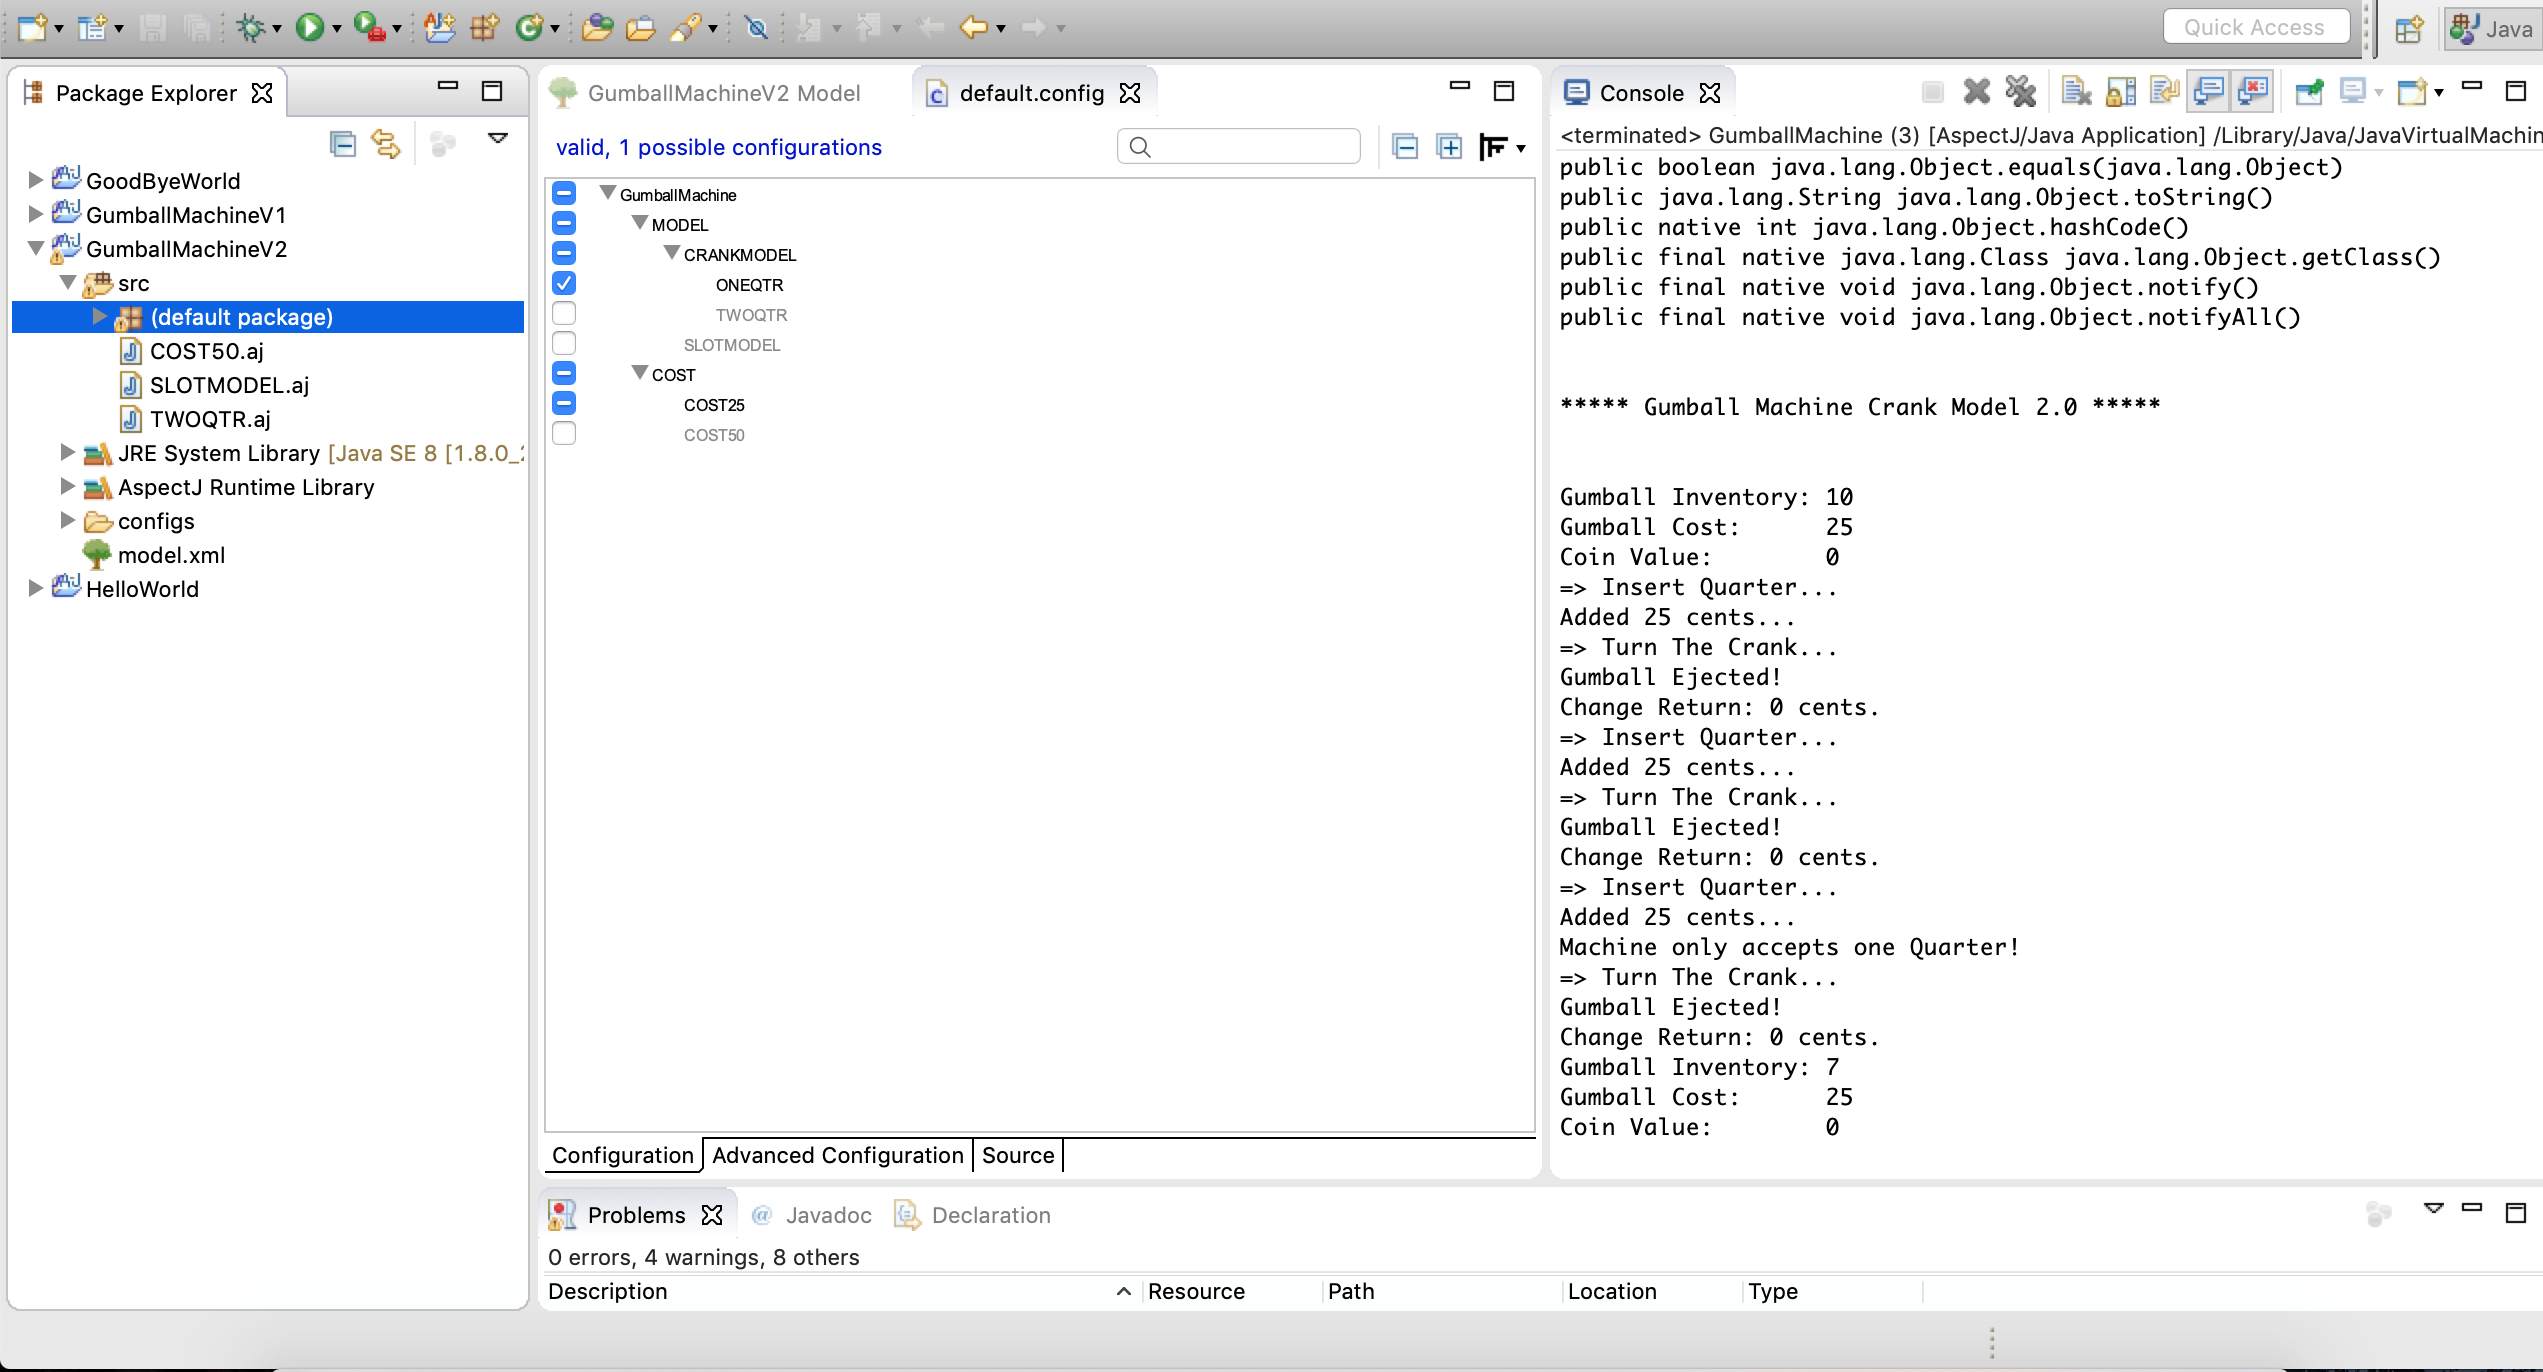 Quick Access
Java
Package Explorer
GoodByeWorld
GumballMachineV1
GumballMachineV2
src
(default package)
COST50.aj
SLOTMODEL.aj
TWOQTR.aj
JRE System Library [Java SE 8 [1.8.0_
AspectJ Runtime Library
configs
model.xml
HelloWorld
GumballMachineV2 Model
default.config
valid, 1 possible configurations
GumballMachine
MODEL
CRANKMODEL
ONEQTR
TWOQTR
SLOTMODEL
COST
COST25
COST50
Configuration
Advanced Configuration
Source
Console
<terminated> GumballMachine (3) [AspectJ/Java Application] /Library/Java/JavaVirtualMachin
public boolean java.lang.Object.equals(java.lang.Object)
public java.lang.String java.lang.Object.toString()
public native int java.lang.Object.hashCode()
public final native java.lang.Class java.lang.Object.getClass()
public final native void java.lang.Object.notify()
public final native void java.lang.Object.notifyAll()
***** Gumball Machine Crank Model 2.0 *****
Gumball Inventory: 10
Gumball Cost: 25
Coin Value: 0
=> Insert Quarter...
Added 25 cents...
=> Turn The Crank...
Gumball Ejected!
Change Return: 0 cents.
=> Insert Quarter...
Added 25 cents...
=> Turn The Crank...
Gumball Ejected!
Change Return: 0 cents.
=> Insert Quarter...
Added 25 cents...
Machine only accepts one Quarter!
=> Turn The Crank...
Gumball Ejected!
Change Return: 0 cents.
Gumball Inventory: 7
Gumball Cost: 25
Coin Value: 0
Problems
Javadoc
Declaration
0 errors, 4 warnings, 8 others
Description
Resource
Path
Location
Type